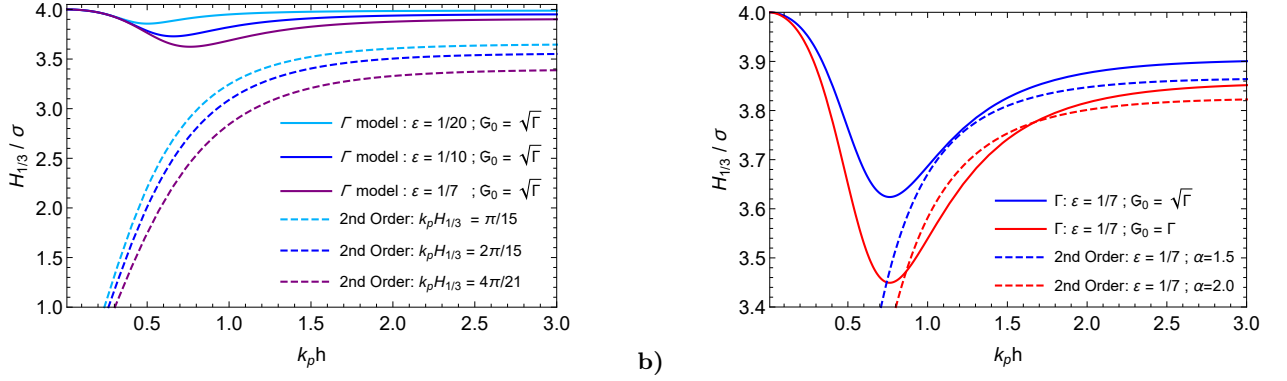 4.0
3.5
3.0
2.5
2.0
1.5
1.0
H1/3 / σ
0.5 1.0 1.5 2.0 2.5 3.0
kph
Γ model : ε = 1/20 ; G0 = √Γ
Γ model : ε = 1/10 ; G0 = √Γ
Γ model : ε = 1/7 ; G0 = √Γ
2nd Order: kpH1/3 = π/15
2nd Order: kpH1/3 = 2π/15
2nd Order: kpH1/3 = 4π/21
b)
4.0
3.9
3.8
3.7
3.6
3.5
3.4
H1/3 / σ
0.5 1.0 1.5 2.0 2.5 3.0
kph
Γ: ε = 1/7 ; G0 = √Γ
Γ: ε = 1/7 ; G0 = Γ
2nd Order: ε = 1/7 ; α=1.5
2nd Order: ε = 1/7 ; α=2.0